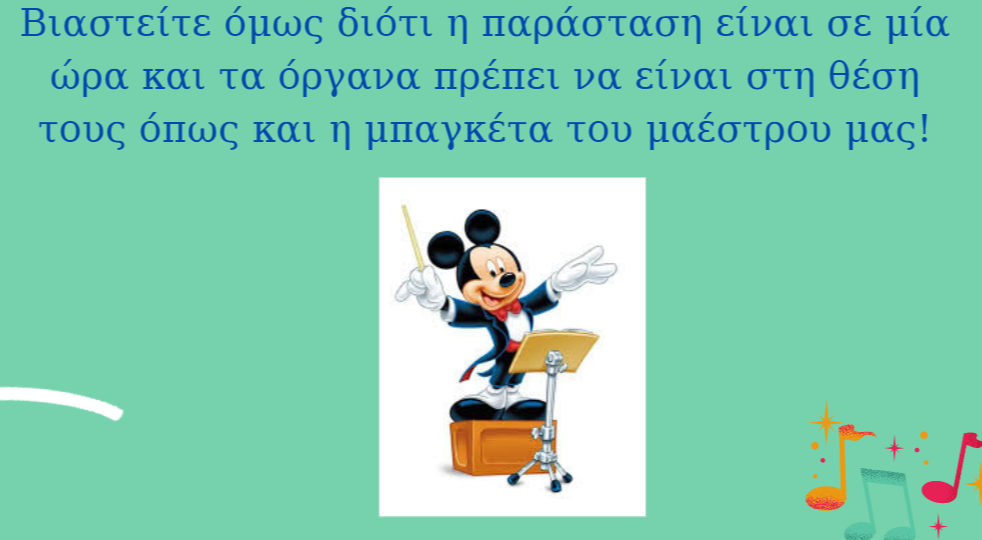 Βιαστείτε όμως διότι η παράσταση είναι σε μία
ώρα και τα όργανα πρέπει να είναι στη θέση
τους όπως και η μπαγκέτα του μαέστρου μας!